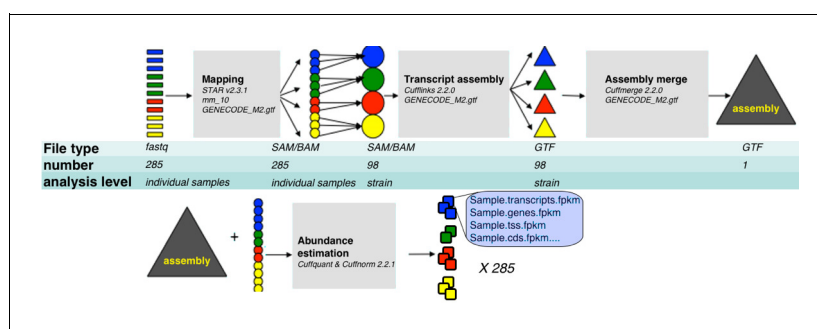 Mapping
STAR v2.3.1
mm_10
GENECODE_M2.gtf
Transcript assembly
Cufflinks 2.2.0
GENECODE_M2.gtf
Assembly merge
Cuffmerge 2.2.0
GENECODE_M2.gtf
assembly
File type fastq SAM/BAM SAM/BAM GTF GTF
number 285 285 98 98 1
analysis level individual samples individual samples strain strain
assembly
+
Abundance
estimation
Cuffquant & Cuffnorm 2.2.1
Sample.transcripts.fpkm
Sample.genes.fpkm
Sample.tss.fpkm
Sample.cds.fpkm....
X 285